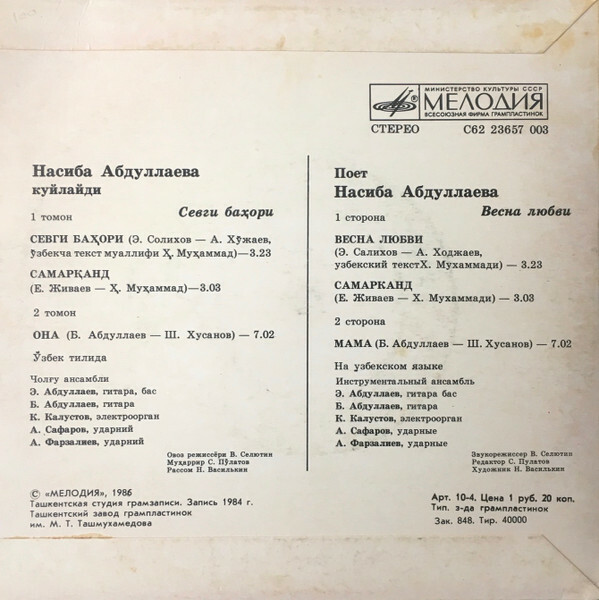 МИНИСТЕРСТВО КУЛЬТУРЫ СССР
МЕЛОДИЯ
ВСЕСОЮЗНАЯ ФИРМА ГРАМПЛАСТИНОК
СТЕРЕО С62 23657 003
Насиба Абдуллаева
куйлайди
1 томон Севги баҳори
СЕВГИ БАҲОРИ (Э. Солихов — А. Хўжаев,
ўзбекча текст муаллифи Ҳ. Муҳаммад)—3.23
САМАРҚАНД
(Е. Живаев — Ҳ. Муҳаммад)—3.03
2 томон
ОНА (Б. Абдуллаев — Ш. Хусанов) — 7.02
Ўзбек тилида
Чолғу ансамбли
Э. Абдуллаев, гитара, бас
Б. Абдуллаев, гитара
К. Калустов, электроорган
А. Сафаров, ударний
А. Фарзалиев, ударний
Овоз режиссёри В. Селютин
Муҳаррир С. Пўлатов
Рассом Н. Васильkин
© «МЕЛОДИЯ», 1986
Ташкентская студия грамзаписи. Запись 1984 г.
Ташкентский завод грампластинок
им. М. Т. Ташмухамедова
Поет
Насиба Абдуллаева
1 сторона Весна любви
ВЕСНА ЛЮБВИ
(Э. Салихов — А. Ходжаев,
узбекский текстХ. Мухаммади) — 3.23
САМАРКАНД
(Е. Живаев — Х. Мухаммади) — 3.03
2 сторона
МАМА (Б. Абдуллаев — Ш. Хусанов) — 7.02
На узбекском языке
Инструментальный ансамбль
Э. Абдуллаев, гитара бас
Б. Абдуллаев, гитара
К. Калустов, электроорган
А. Сафаров, ударные
А. Фарзалиев, ударные
Звукорежиссер В. Селютин
Редактор С. Пулатов
Художник Н. Василькин
Арт. 10-4. Цена 1 руб. 20 коп.
Тип. з-да грампластинок
Зак. 848. Тир. 40000